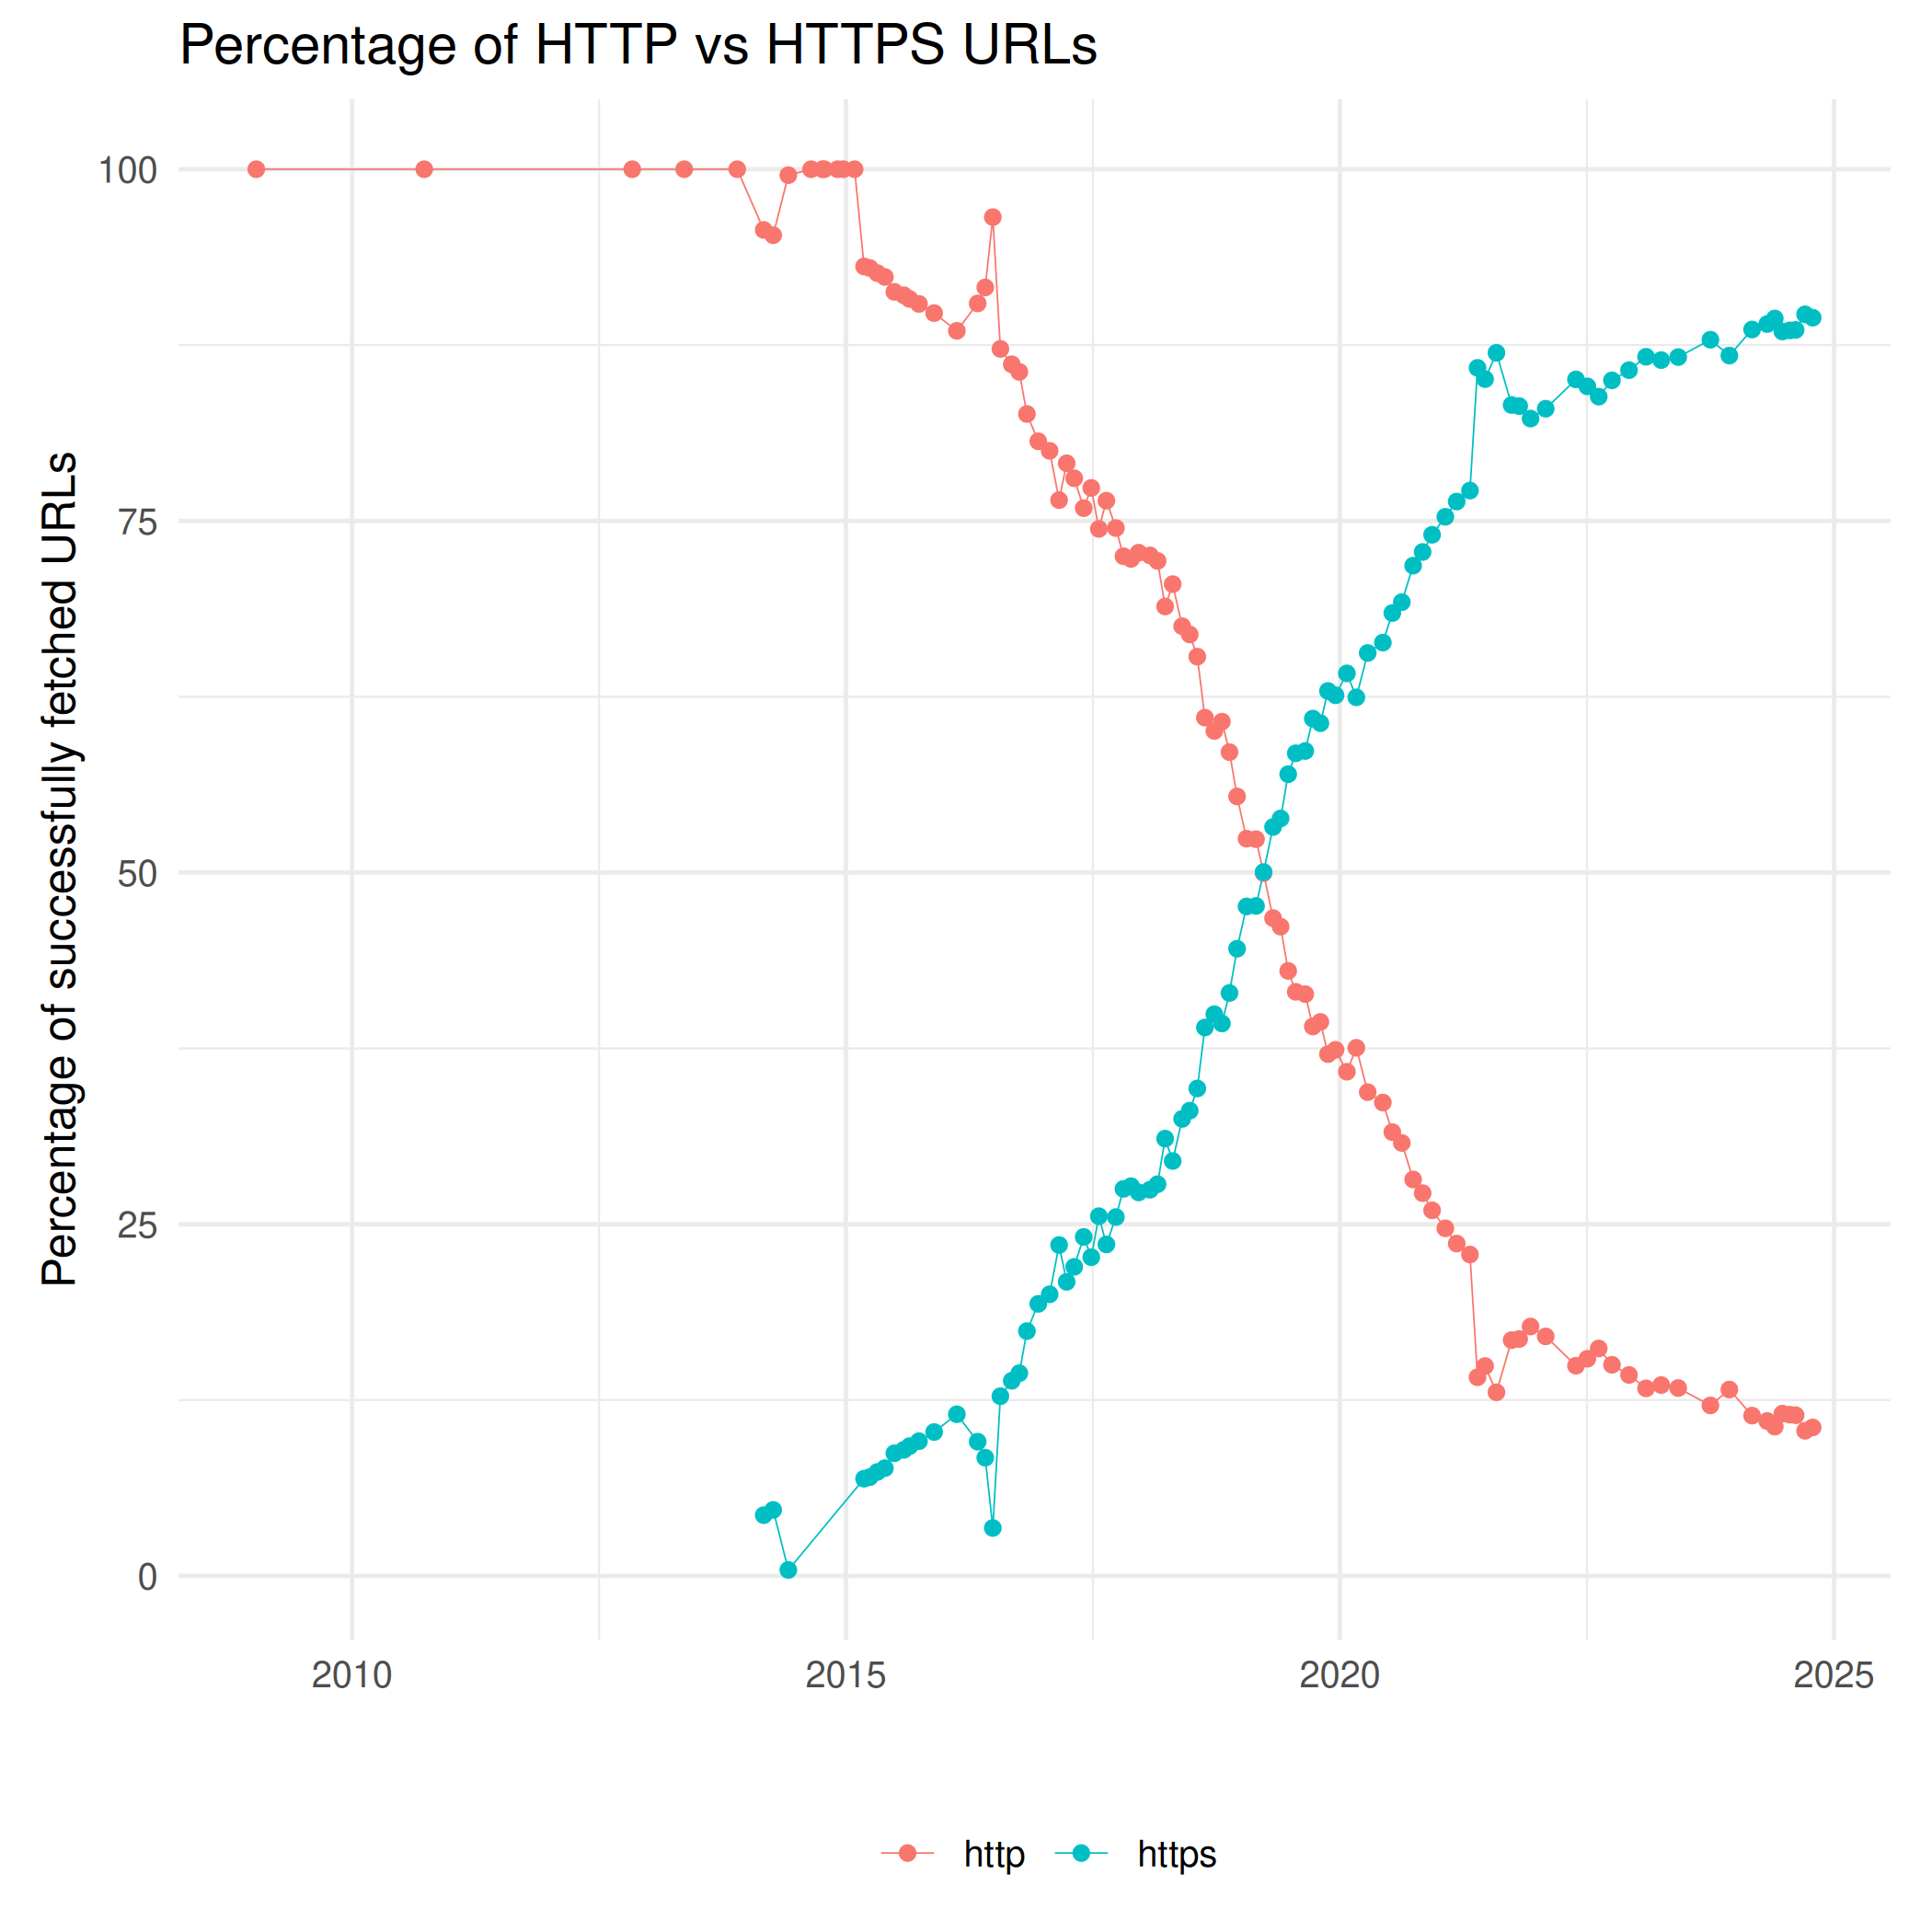 Percentage of HTTP vs HTTPS URLs
Percentage of successfully fetched URLs
100
75
50
25
0
2010
2015
2020
2025
http
https